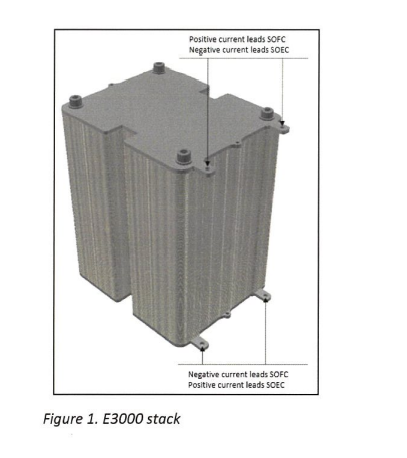 Positive current leads SOFC
Negative current leads SOEC
Negative current leads SOFC
Positive current leads SOEC
Figure 1. E3000 stack